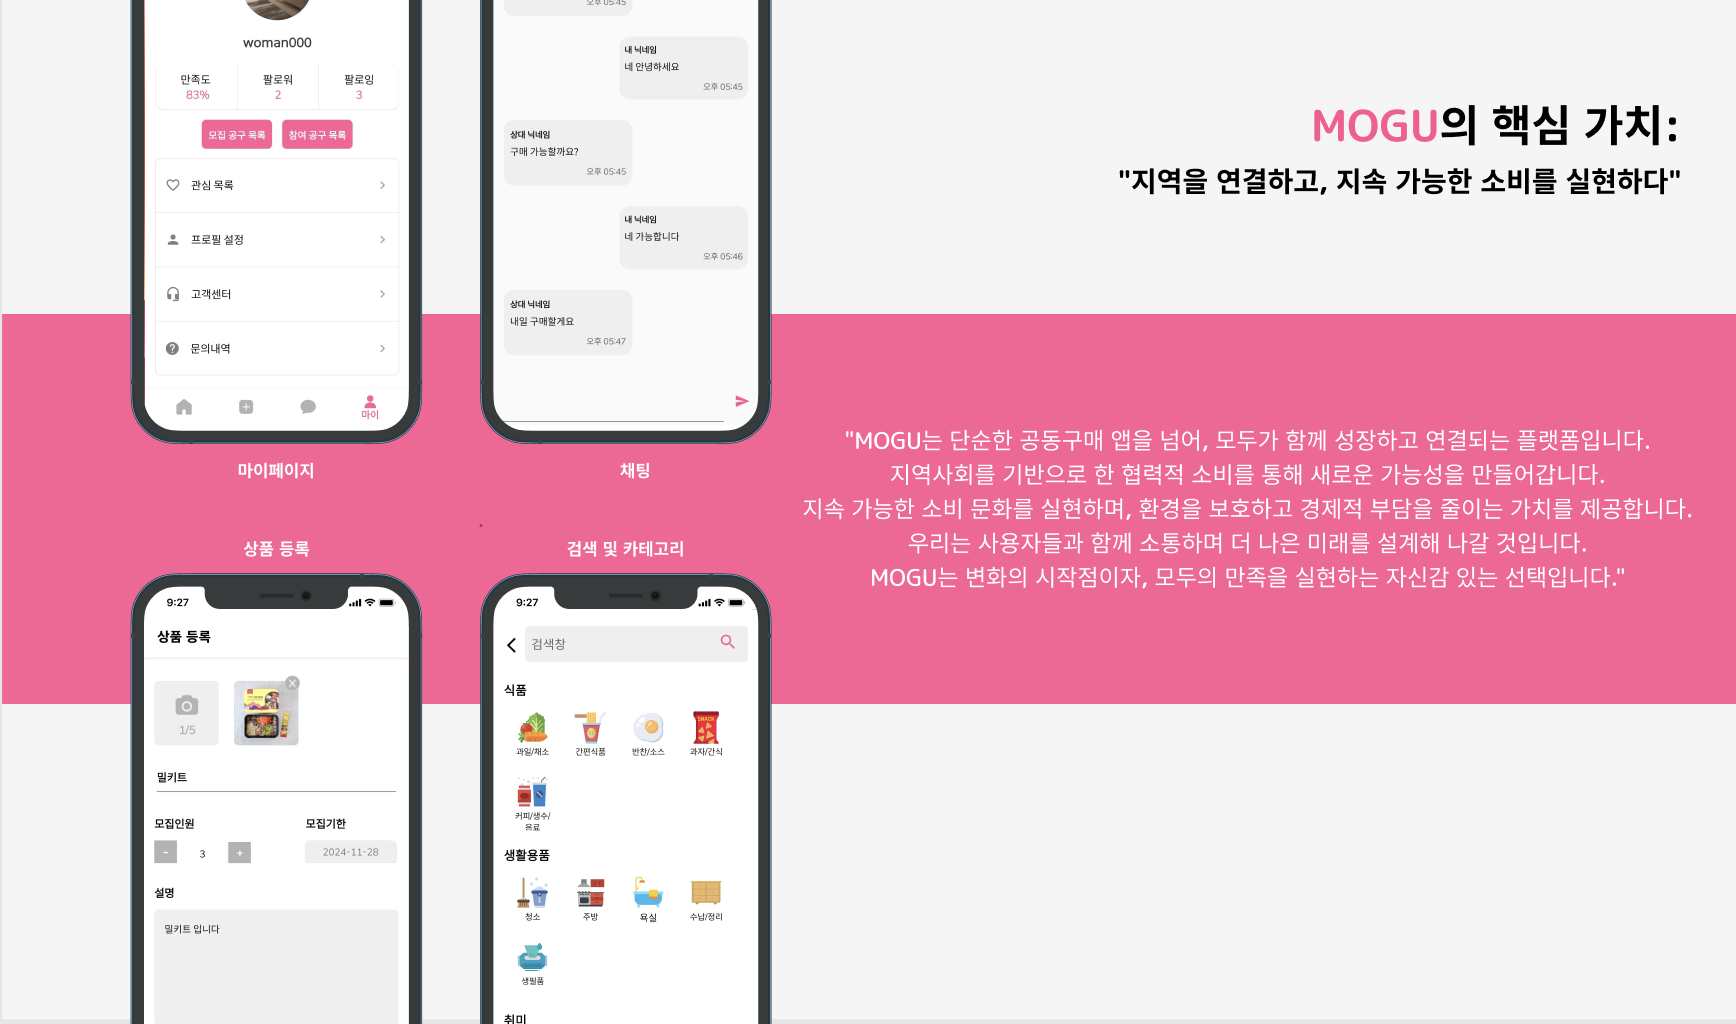 woman000
만족도
83%
팔로워
2
팔로잉
3
모집 공구 목록
참여 공구 목록
관심 목록
프로필 설정
고객센터
문의내역
마이
마이페이지
오후 05:45
내 닉네임
네 안녕하세요
오후 05:45
상대 닉네임
구매 가능할까요?
오후 05:45
내 닉네임
네 가능합니다
오후 05:46
상대 닉네임
내일 구매할게요
오후 05:47
채팅
MOGU의 핵심 가치:
"지역을 연결하고, 지속 가능한 소비를 실현하다"
"MOGU는 단순한 공동구매 앱을 넘어, 모두가 함께 성장하고 연결되는 플랫폼입니다.
지역사회를 기반으로 한 협력적 소비를 통해 새로운 가능성을 만들어갑니다.
지속 가능한 소비 문화를 실현하며, 환경을 보호하고 경제적 부담을 줄이는 가치를 제공합니다.
우리는 사용자들과 함께 소통하며 더 나은 미래를 설계해 나갈 것입니다.
MOGU는 변화의 시작점이자, 모두의 만족을 실현하는 자신감 있는 선택입니다."
상품 등록
9:27
상품 등록
1/5
밀키트
모집인원
- 3 +
모집기한
2024-11-28
설명
밀키트 입니다
검색 및 카테고리
9:27
검색창
식품
SNACK
과일/채소
간편식품
반찬/소스
과자/간식
커피/생수/
음료
생활용품
청소
주방
욕실
수납/정리
생필품
취미